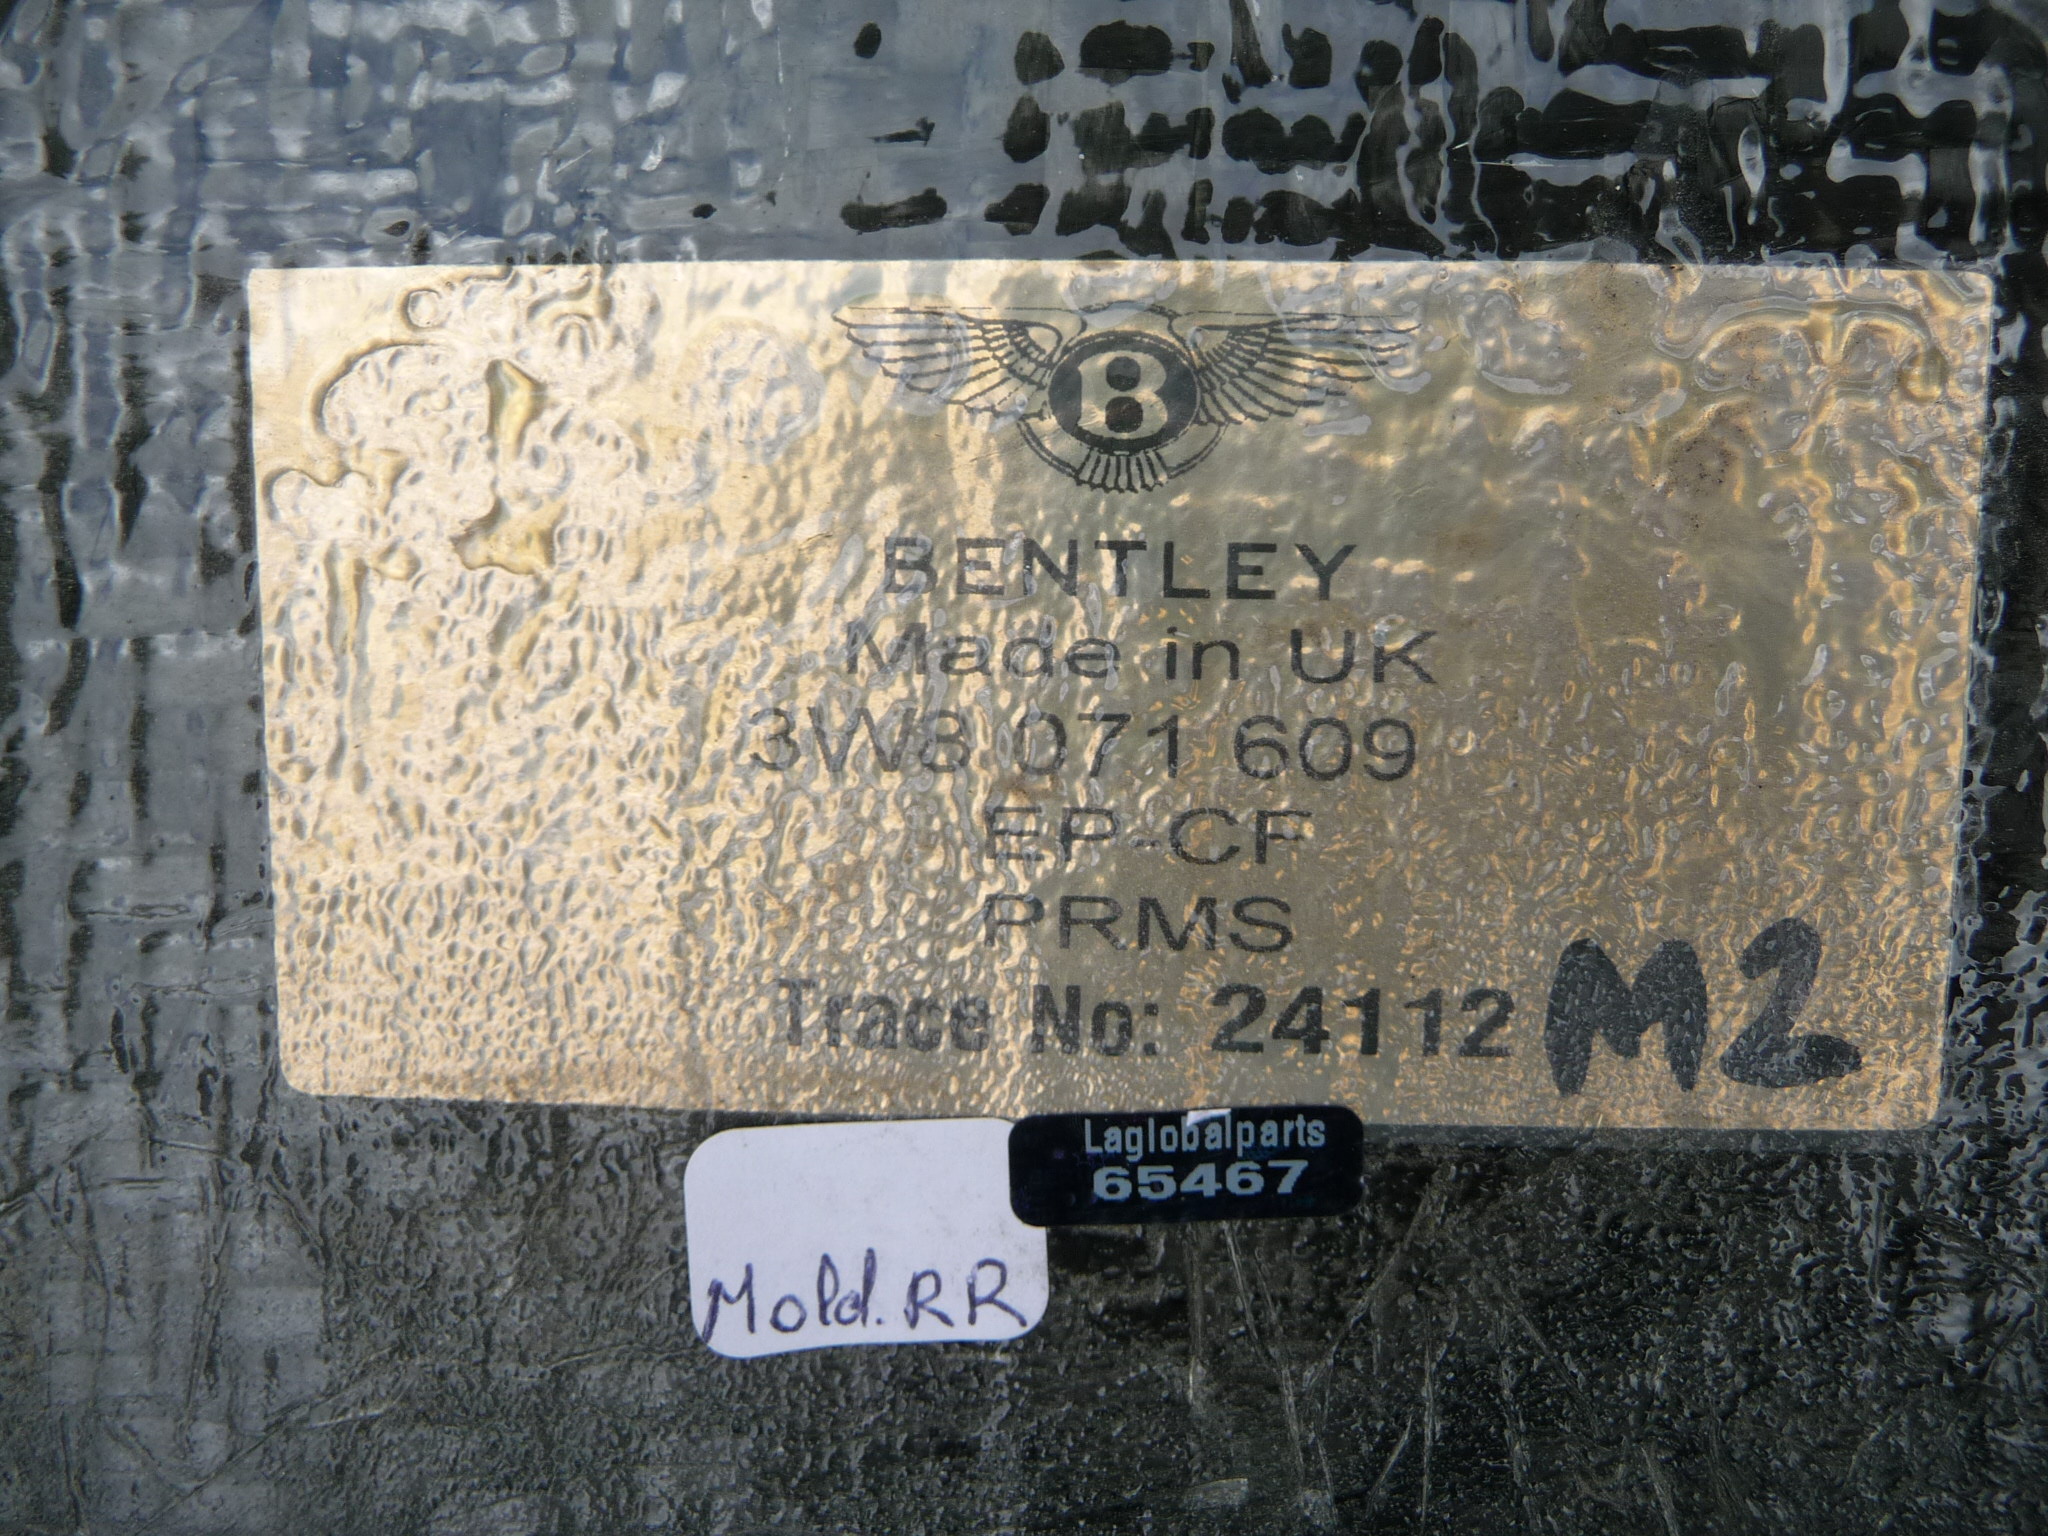 B
BENTLEY
Made in UK
3W8 071 609
EP-CF
PRMS
Trace No: 24112 M2
Laglobalparts
65467
Mold.RR